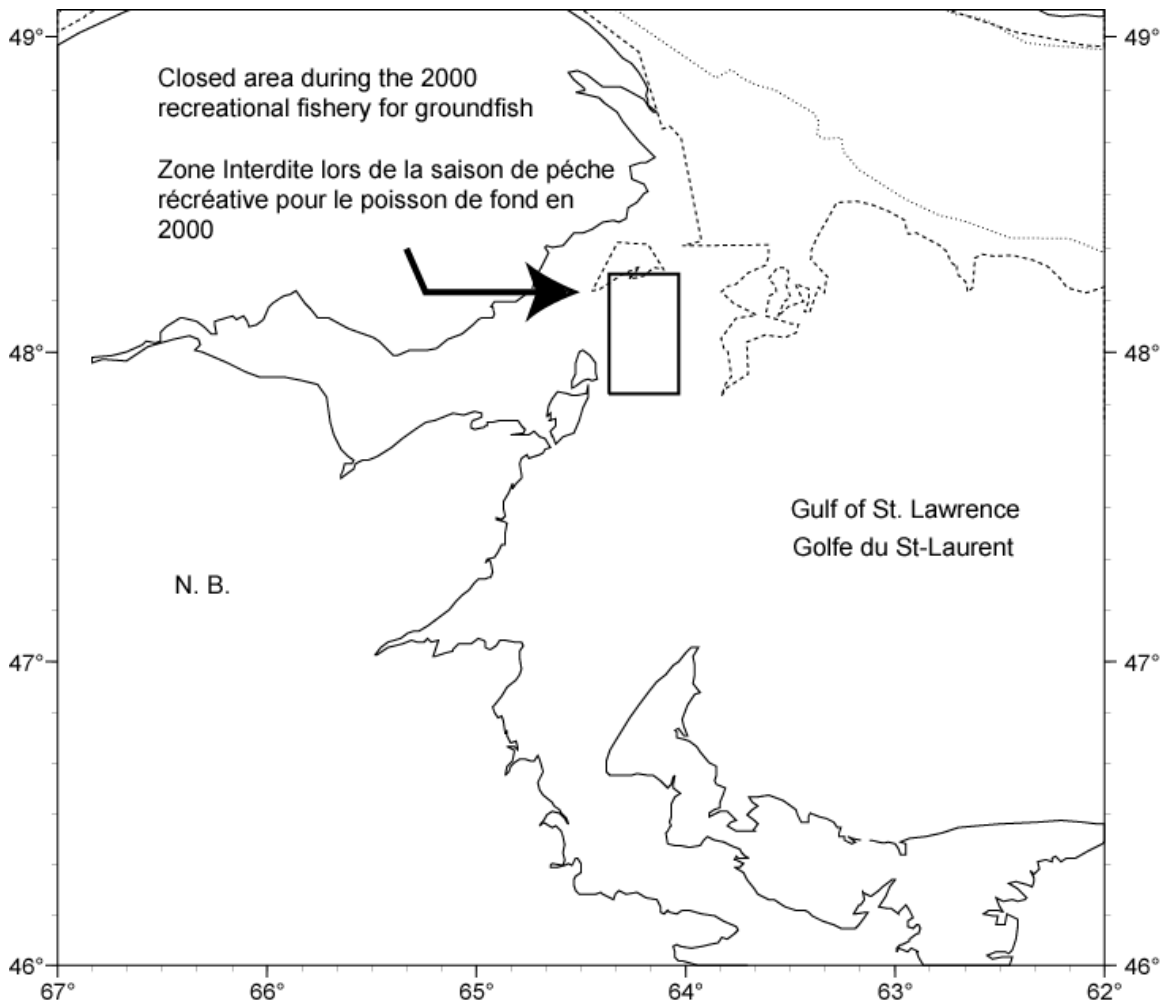 49°
49°
Closed area during the 2000
recreational fishery for groundfish
Zone Interdite lors de la saison de péche
récréative pour le poisson de fond en
2000
48°
48°
Gulf of St. Lawrence
Golfe du St-Laurent
N. B.
47°
47°
46°
46°
67°
66°
65°
64°
63°
62°